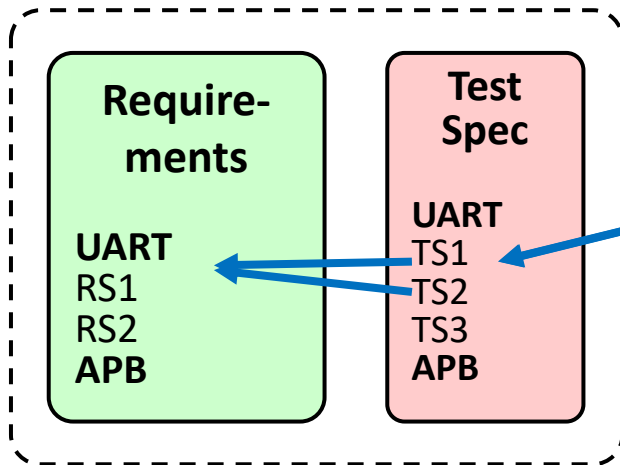 Require-
ments
UART
RS1
RS2
APB
Test
Spec
UART
TS1
TS2
TS3
APB